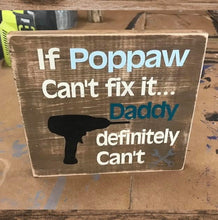 If Poppaw
Can't fix it...
Daddy
definitely
Can't